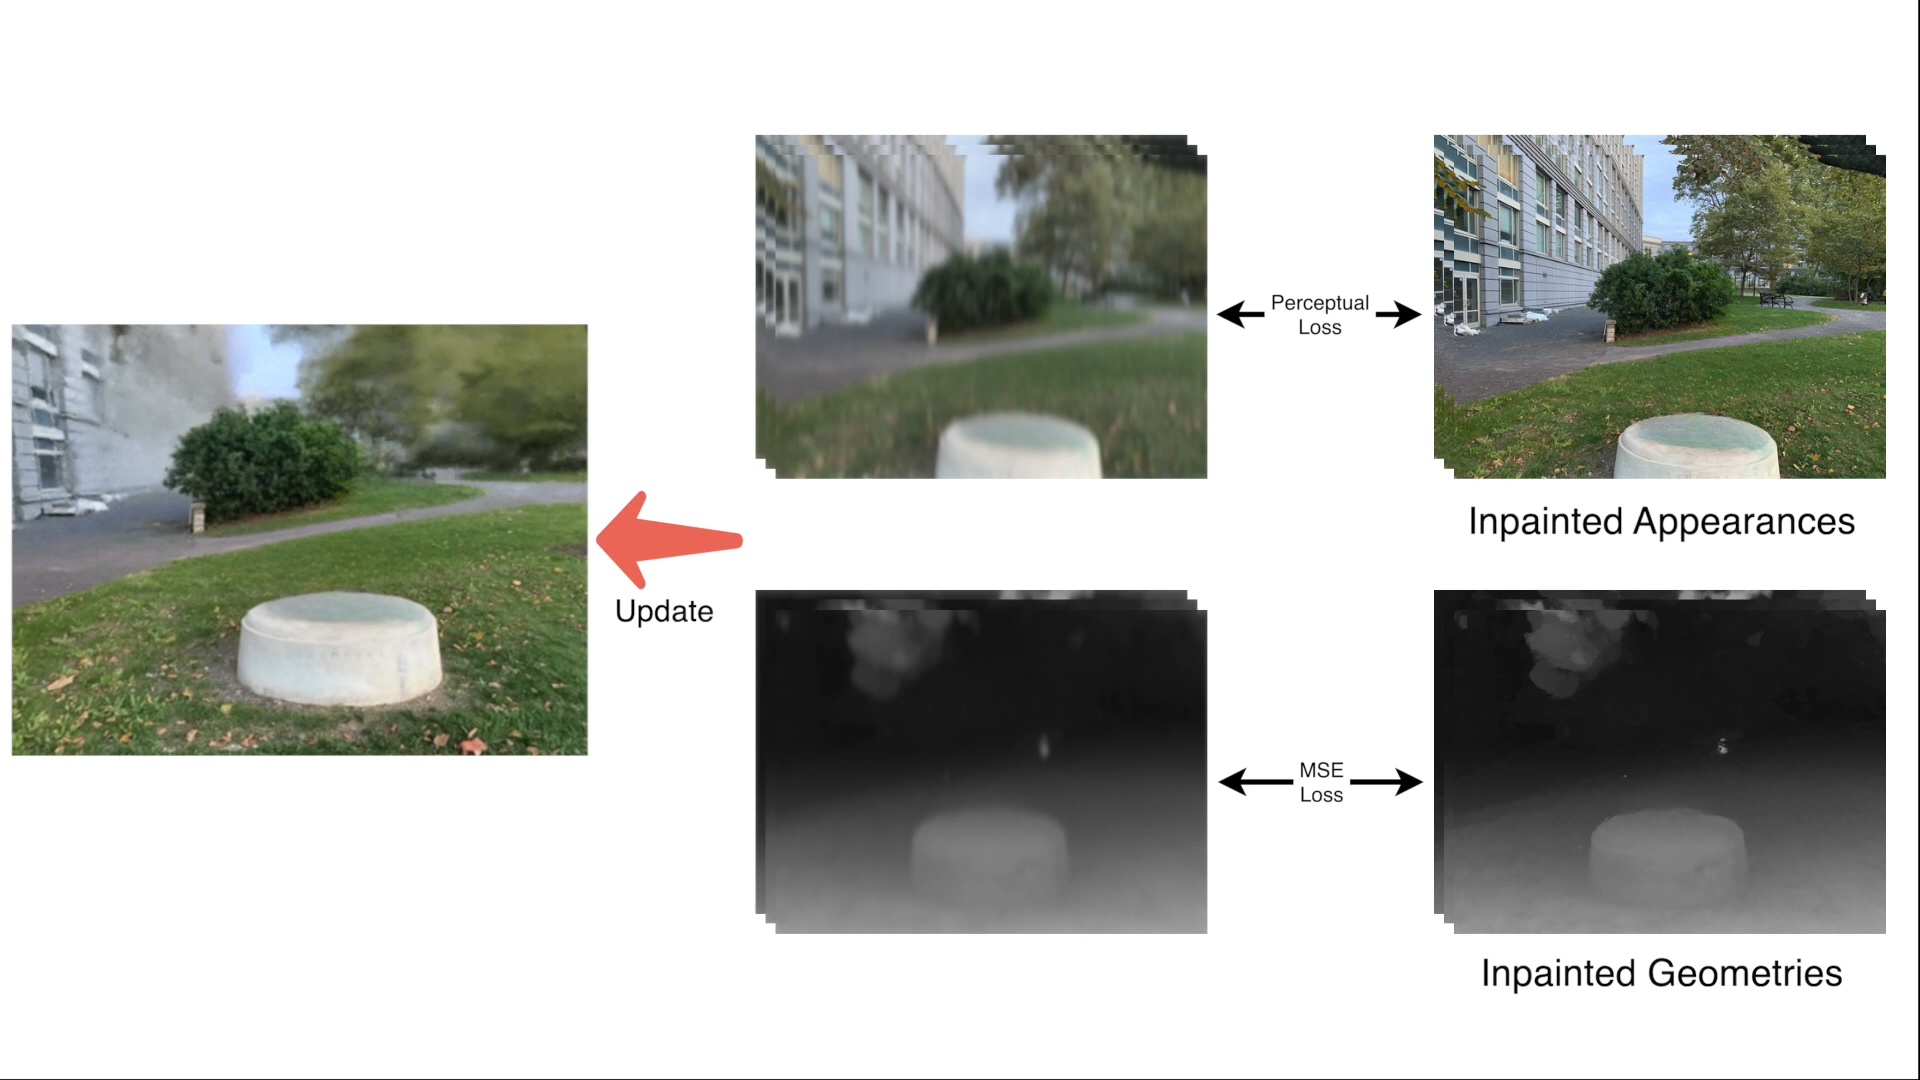 Perceptual
Loss
Inpainted Appearances
Update
MSE
Loss
Inpainted Geometries